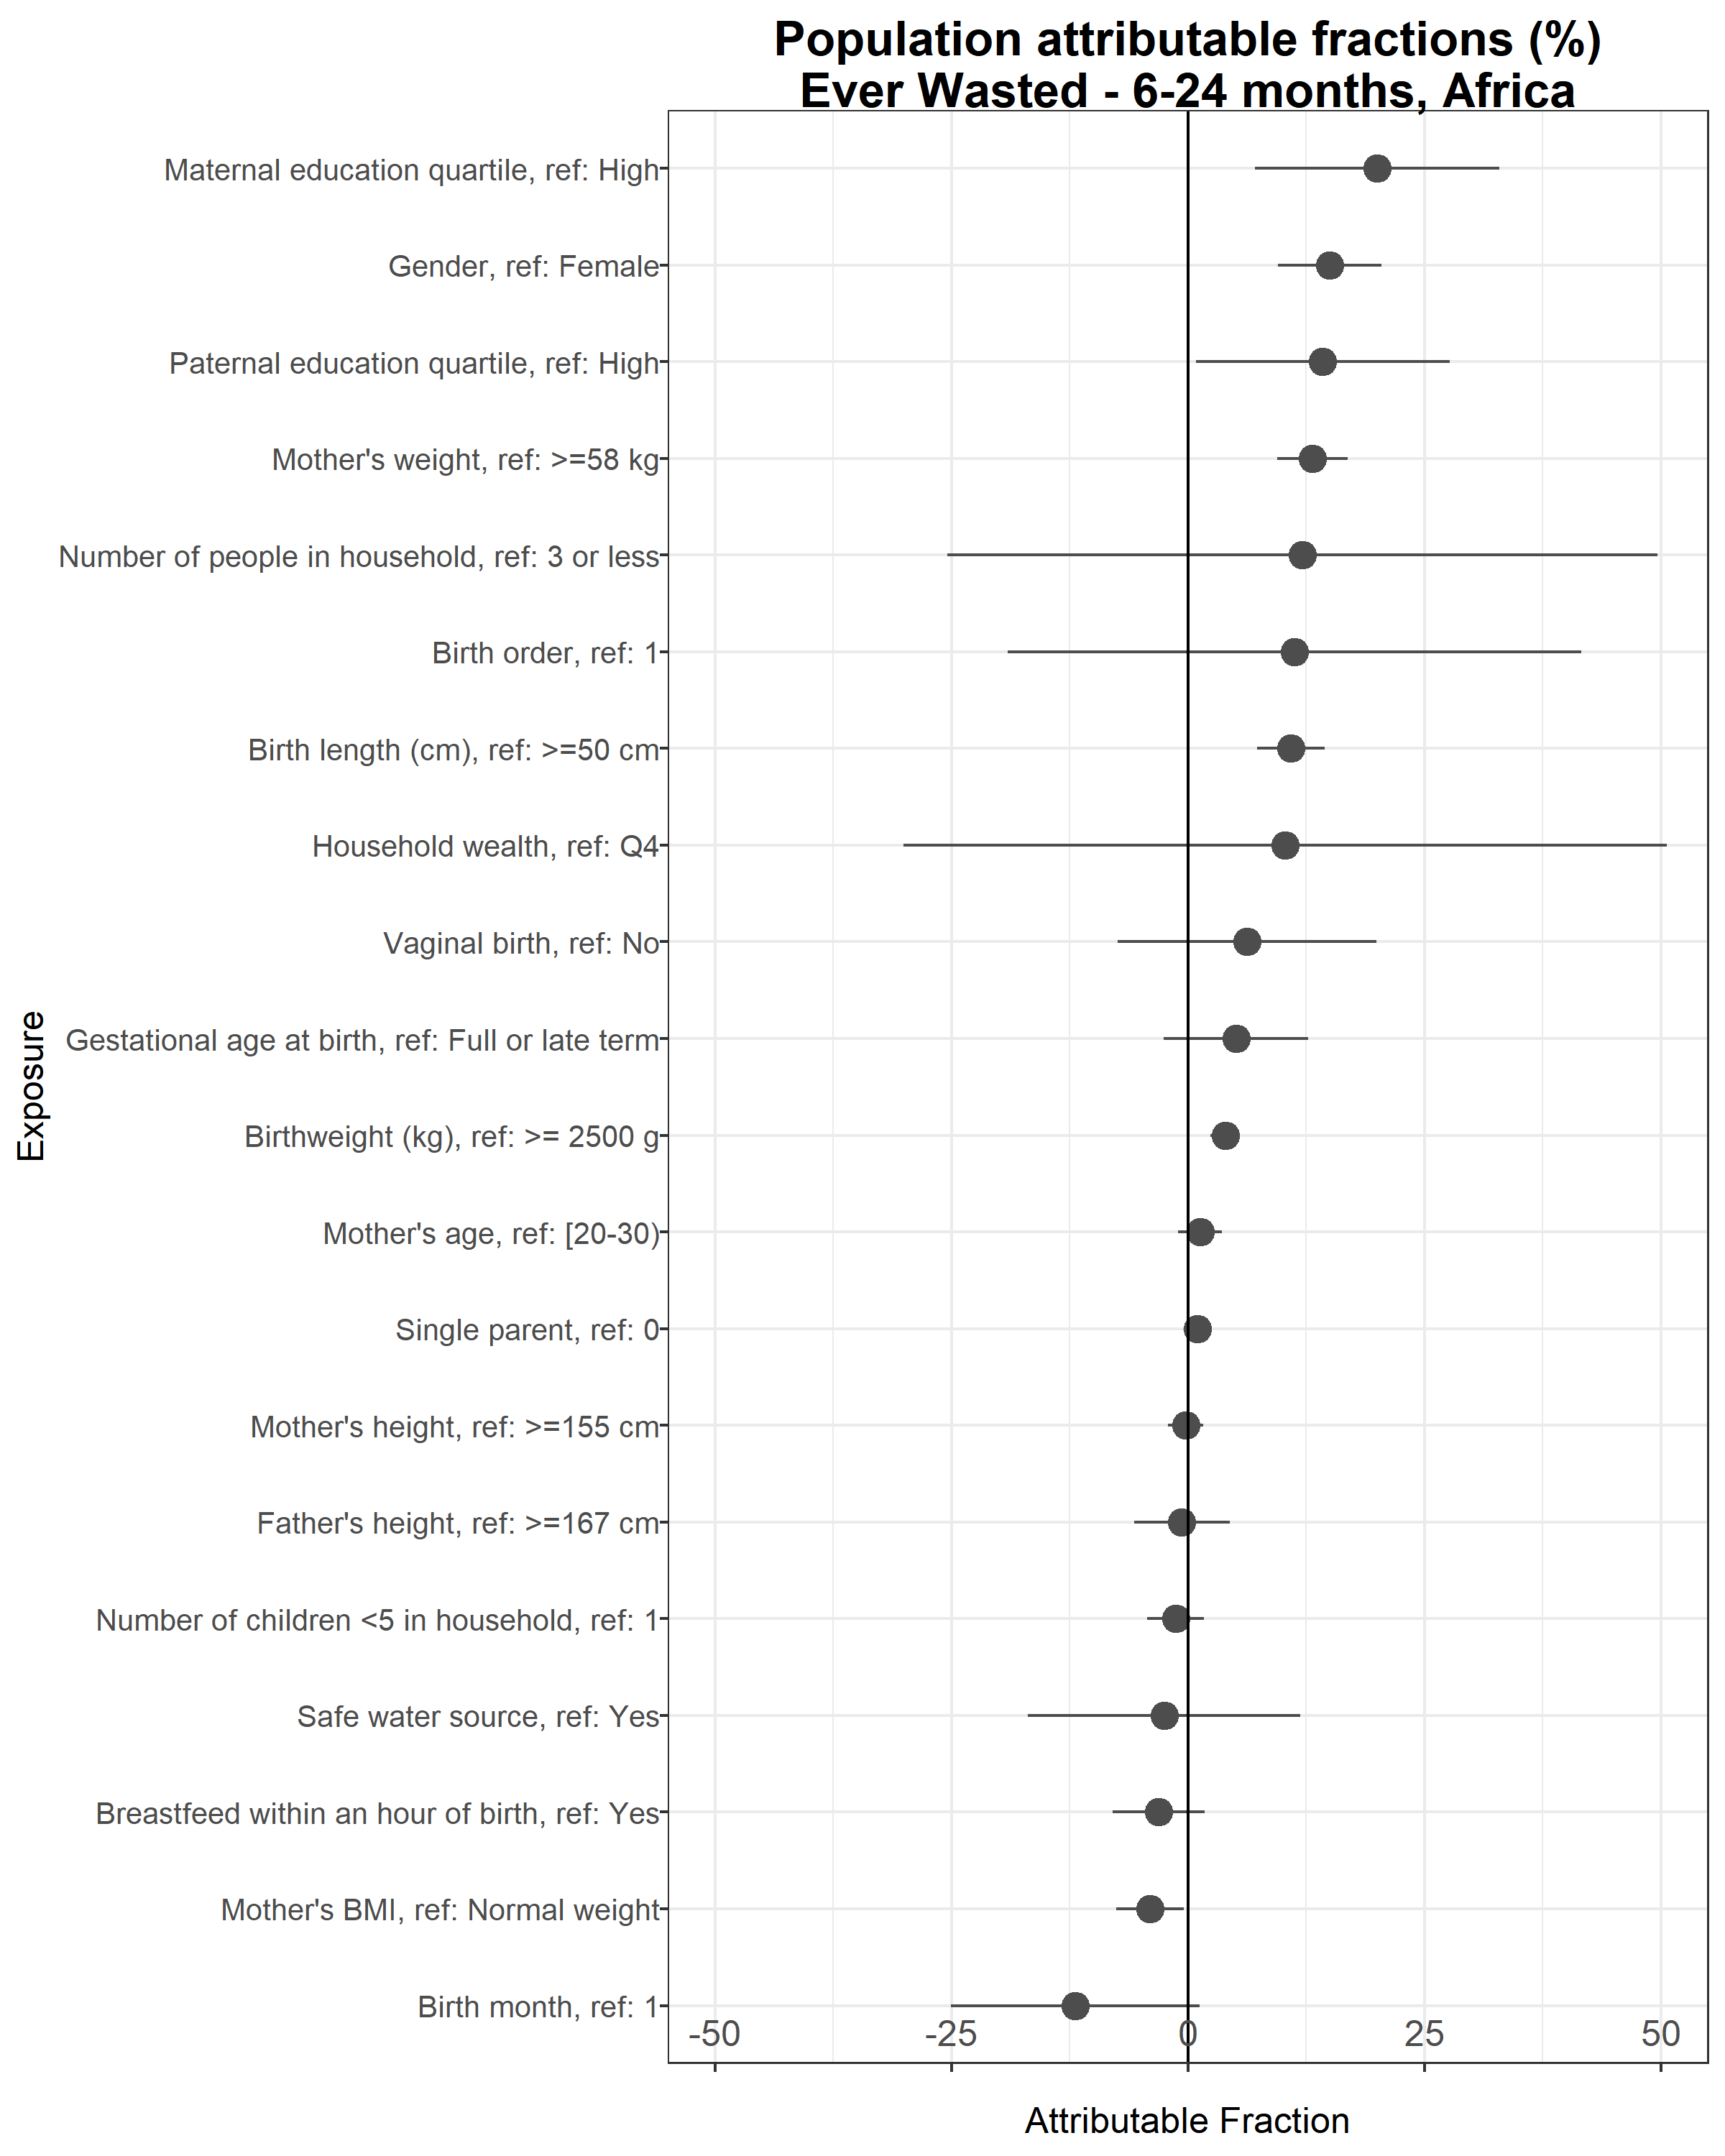 Population attributable fractions (%)
Ever Wasted - 6-24 months, Africa
Maternal education quartile, ref: High
Gender, ref: Female
Paternal education quartile, ref: High
Mother's weight, ref: >=58 kg
Number of people in household, ref: 3 or less
Birth order, ref: 1
Birth length (cm), ref: >=50 cm
Household wealth, ref: Q4
Vaginal birth, ref: No
Gestational age at birth, ref: Full or late term
Birthweight (kg), ref: >= 2500 g
Mother's age, ref: [20-30)
Single parent, ref: 0
Mother's height, ref: >=155 cm
Father's height, ref: >=167 cm
Number of children <5 in household, ref: 1
Safe water source, ref: Yes
Breastfeed within an hour of birth, ref: Yes
Mother's BMI, ref: Normal weight
Birth month, ref: 1
Exposure
-50 -25 0 25 50
Attributable Fraction